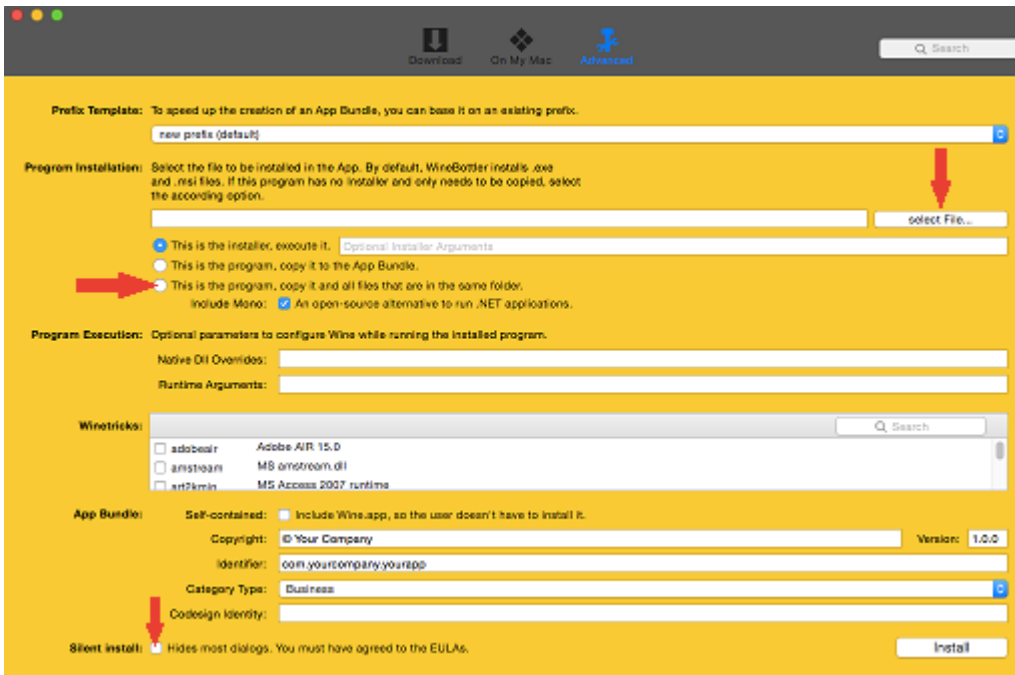 Download On My Mac Advanced Search
Prefix Template: To speed up the creation of an App Bundle, you can base it on an existing prefix.
new prefix (default)
Program Installation: Select the file to be installed in the App. By default, WineBottler installs .exe
and .msi files. If this program has no installer and only needs to be copied, select
the according option.
select File...
This is the installer, execute it. Optional Installer Arguments
This is the program, copy it to the App Bundle.
This is the program, copy it and all files that are in the same folder.
Include Mono: An open-source alternative to run .NET applications.
Program Execution: Optional parameters to configure Wine while running the installed program.
Native Dll Overrides:
Runtime Arguments:
Winetricks: Search
adobeair Adobe AIR 15.0
amstream MS amstream.dll
art2kmin MS Access 2007 runtime
App Bundle: Self-contained: Include Wine.app, so the user doesn't have to install it.
Copyright: © Your Company Version: 1.0.0
Identifier: com.yourcompany.yourapp
Category Type: Business
Codesign Identity:
Silent install: Hides most dialogs. You must have agreed to the EULAs. Install